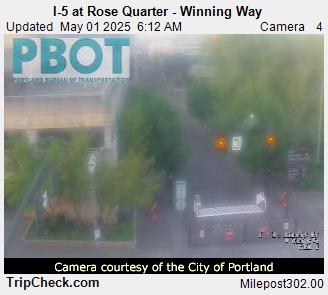 I-5 at Rose Quarter - Winning Way
Updated May 01 2025 6:12 AM Camera 4
PBOT
PORTLAND BUREAU OF TRANSPORTATION
Camera courtesy of the City of Portland
TripCheck.com Milepost302.00